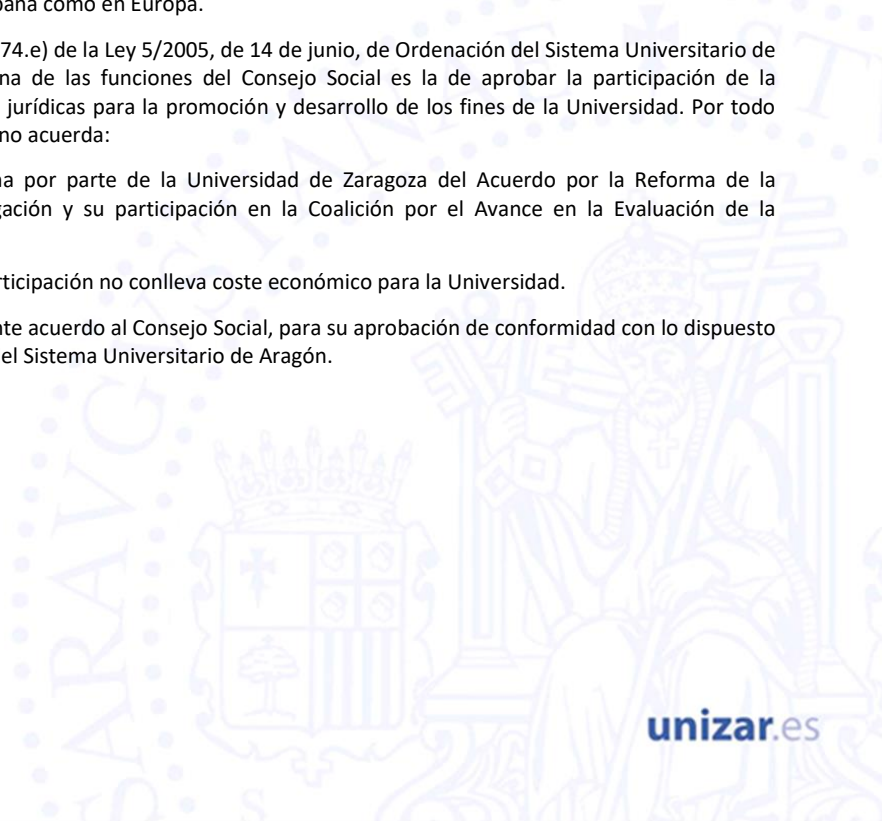 paña como en Europa.
74.e) de la Ley 5/2005, de 14 de junio, de Ordenación del Sistema Universitario de
na de las funciones del Consejo Social es la de aprobar la participación de la
jurídicas para la promoción y desarrollo de los fines de la Universidad. Por todo
no acuerda:
na por parte de la Universidad de Zaragoza del Acuerdo por la Reforma de la
gación y su participación en la Coalición por el Avance en la Evaluación de la
rticipación no conlleva coste económico para la Universidad.
nte acuerdo al Consejo Social, para su aprobación de conformidad con lo dispuesto
el Sistema Universitario de Aragón.
unizar.es